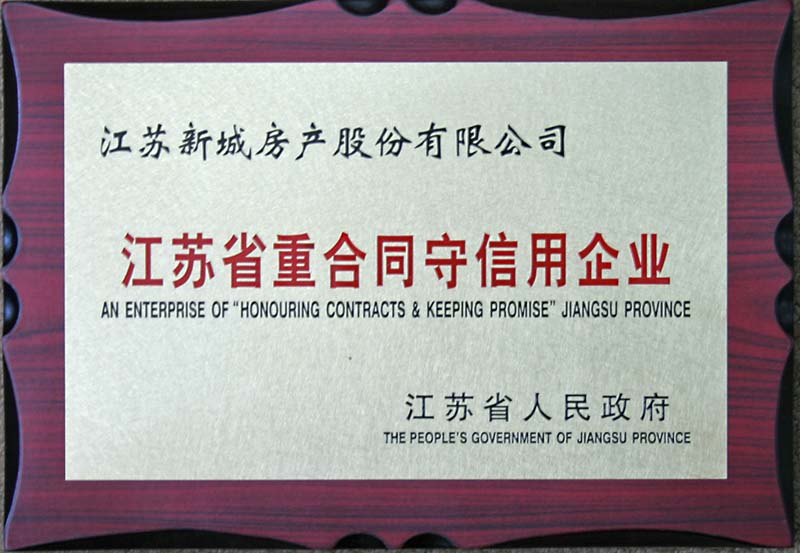 江苏新城房产股份有限公司
江苏省重合同守信用企业
AN ENTERPRISE OF “HONOURING CONTRACTS & KEEPING PROMISE” JIANGSU PROVINCE
江苏省人民政府
THE PEOPLE'S GOVERNMENT OF JIANGSU PROVINCE